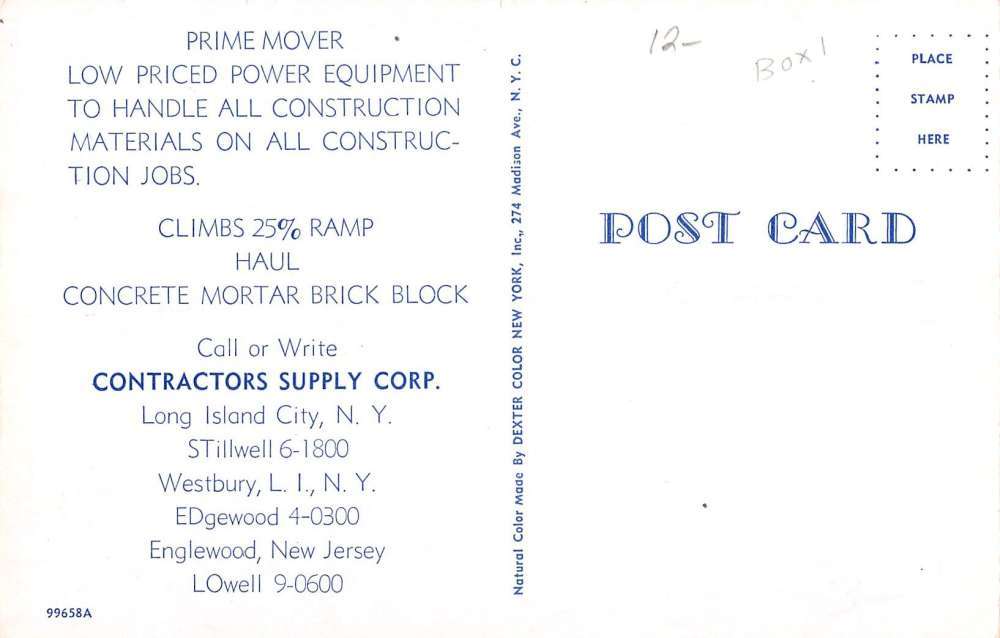 PRIME MOVER
LOW PRICED POWER EQUIPMENT
TO HANDLE ALL CONSTRUCTION
MATERIALS ON ALL CONSTRUC-
TION JOBS.
CLIMBS 25% RAMP
HAUL
CONCRETE MORTAR BRICK BLOCK
Call or Write
CONTRACTORS SUPPLY CORP.
Long Island City, N. Y.
STillwell 6-1800
Westbury, L. I., N. Y.
EDgewood 4-0300
Englewood, New Jersey
LOwell 9-0600
99658A
Natural Color Made By DEXTER COLOR NEW YORK, Inc., 274 Madison Ave., N. Y. C.
12-
BOX 1
PLACE
STAMP
HERE
POST CARD